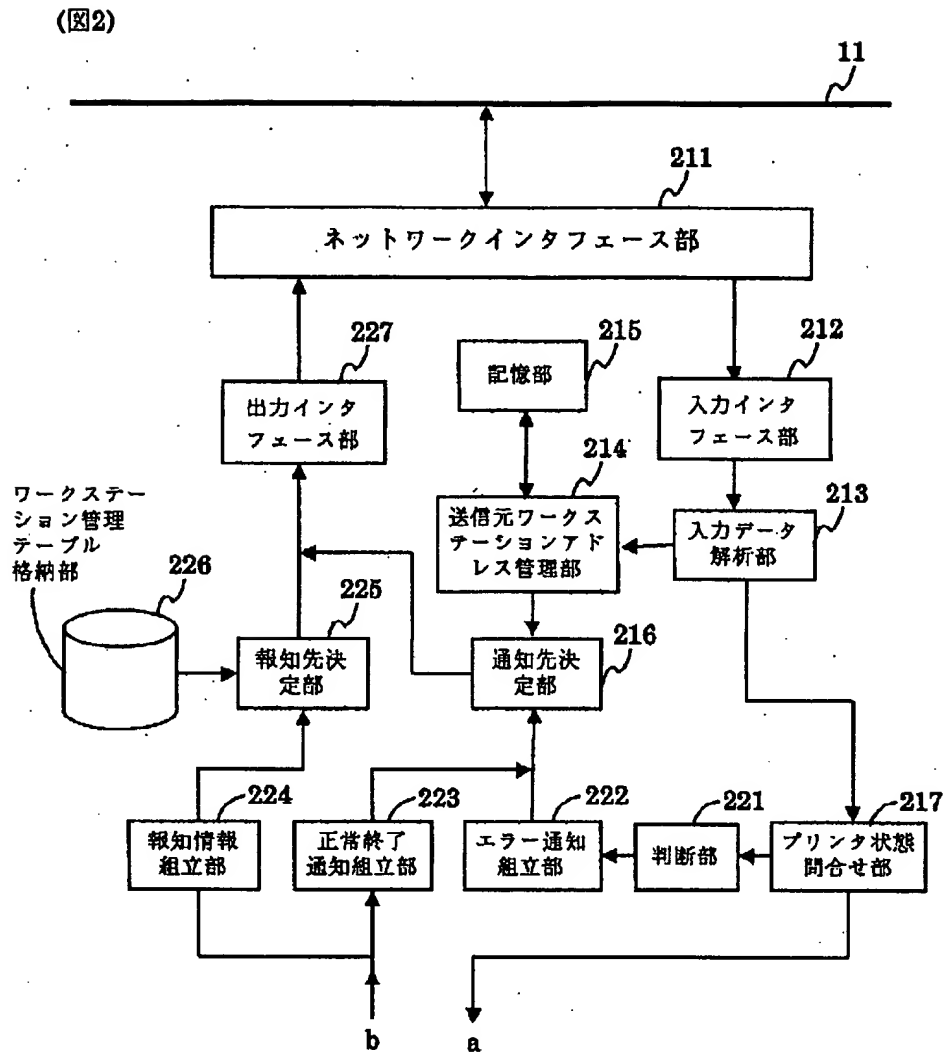 (図2)
11
211
ネットワークインタフェース部
227
215
212
出力インタ
フェース部
記憶部
入力インタ
フェース部
214
213
ワークステー
ション管理
テーブル
格納部
送信元ワークス
テーションアド
レス管理部
入力データ
解析部
226
225
216
報知先決
定部
通知先決
定部
224
223
222
221
217
報知情報
組立部
正常終了
通知組立部
エラー通知
組立部
判断部
プリンタ状態
問合せ部
b
a